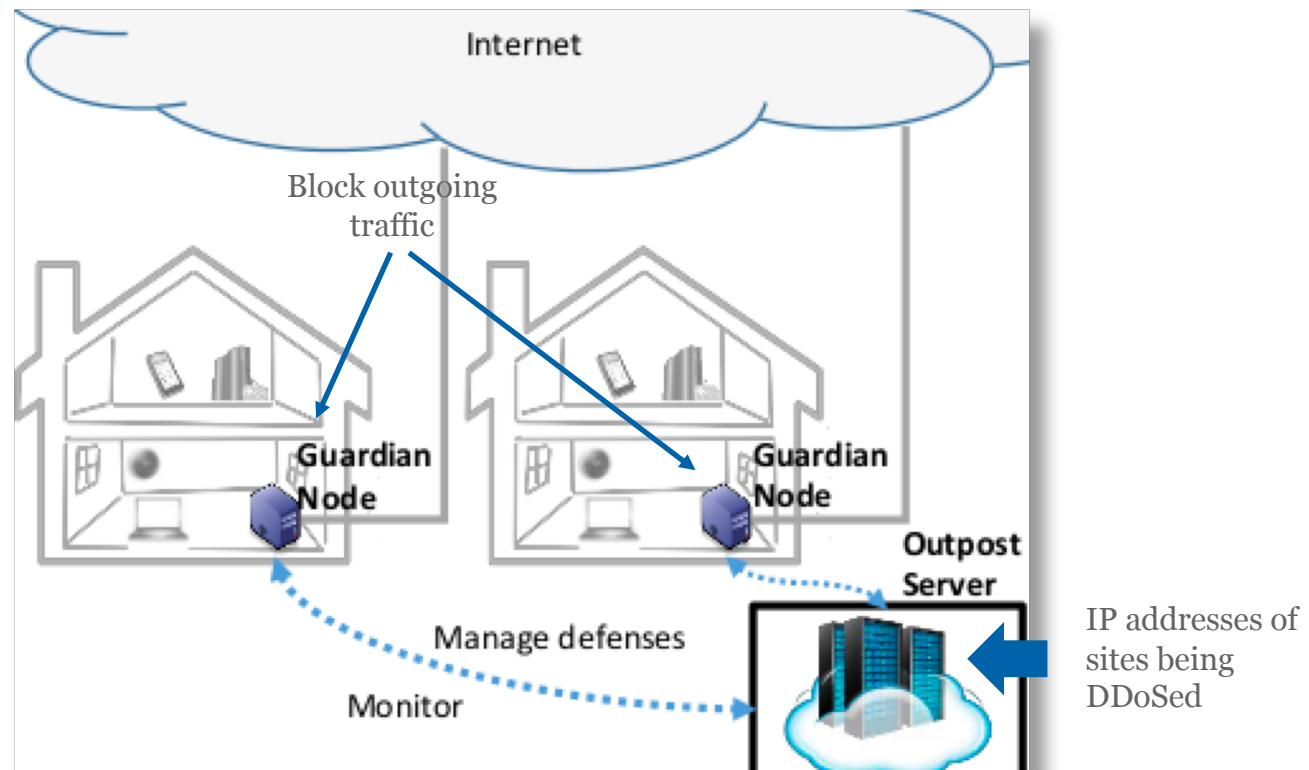 Internet
Block outgoing
traffic
Guardian
Node
Guardian
Node
Outpost
Server
Manage defenses
Monitor
IP addresses of
sites being
DDoSed